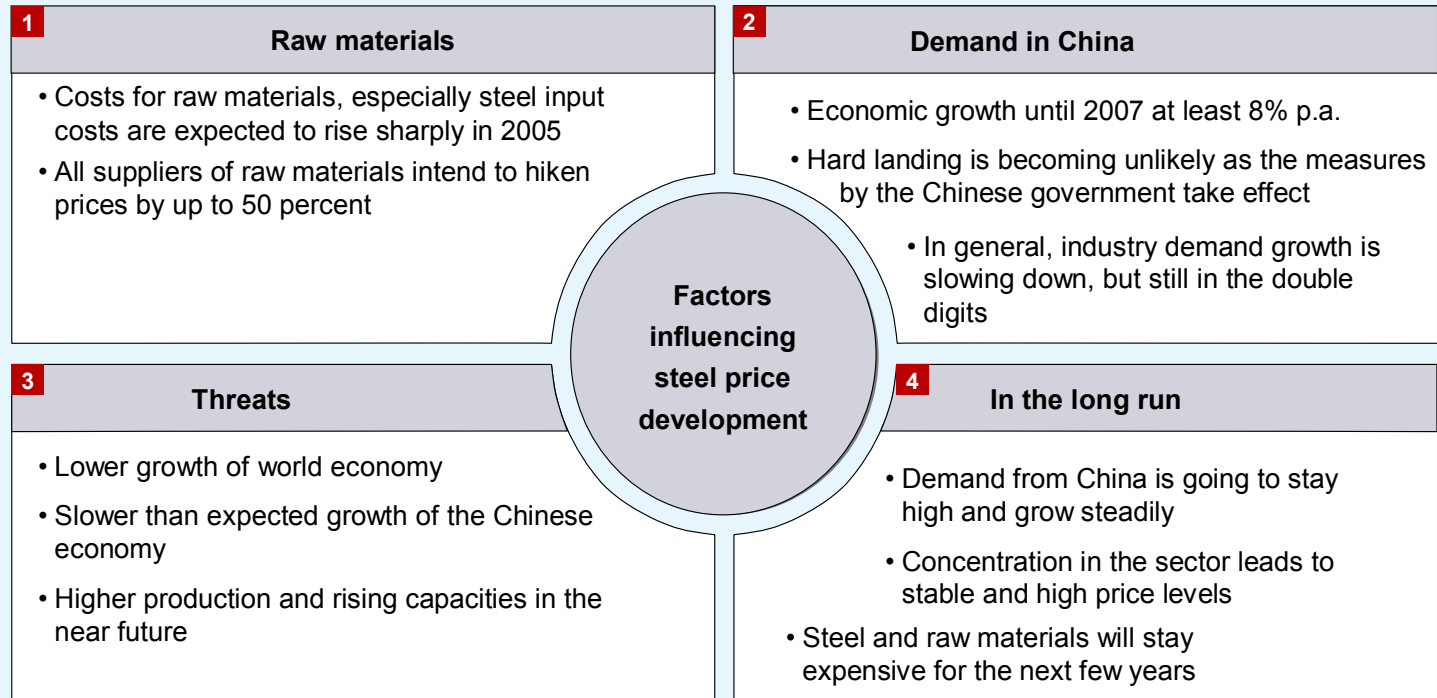 1
Raw materials
• Costs for raw materials, especially steel input
costs are expected to rise sharply in 2005
• All suppliers of raw materials intend to hiken
prices by up to 50 percent
2
Demand in China
• Economic growth until 2007 at least 8% p.a.
• Hard landing is becoming unlikely as the measures
by the Chinese government take effect
• In general, industry demand growth is
slowing down, but still in the double
digits
Factors
influencing
steel price
development
3
Threats
• Lower growth of world economy
• Slower than expected growth of the Chinese
economy
• Higher production and rising capacities in the
near future
4
In the long run
• Demand from China is going to stay
high and grow steadily
• Concentration in the sector leads to
stable and high price levels
• Steel and raw materials will stay
expensive for the next few years